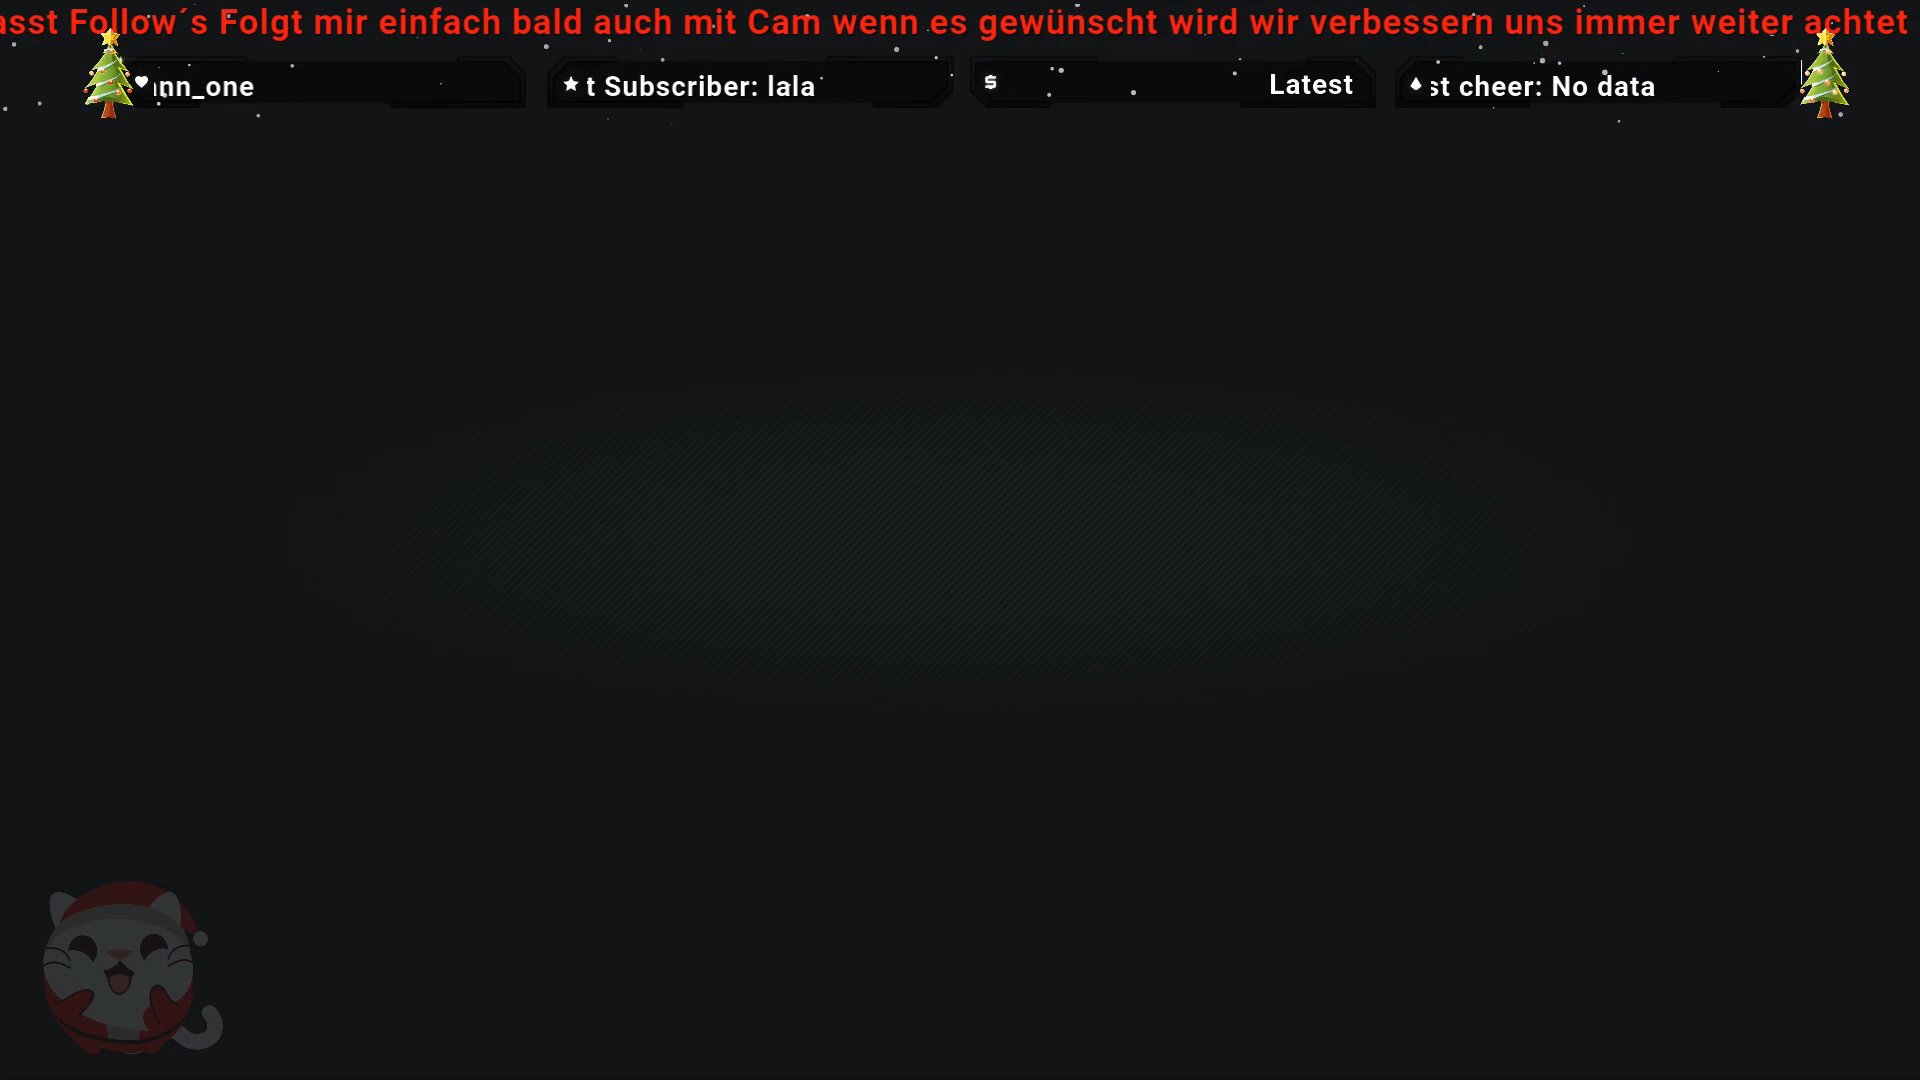 Follow´s Folgt mir einfach bald auch mit Cam wenn es gewünscht wird wir verbessern uns immer weiter achtet
nn_one
t Subscriber: lala
$
Latest
st cheer: No data